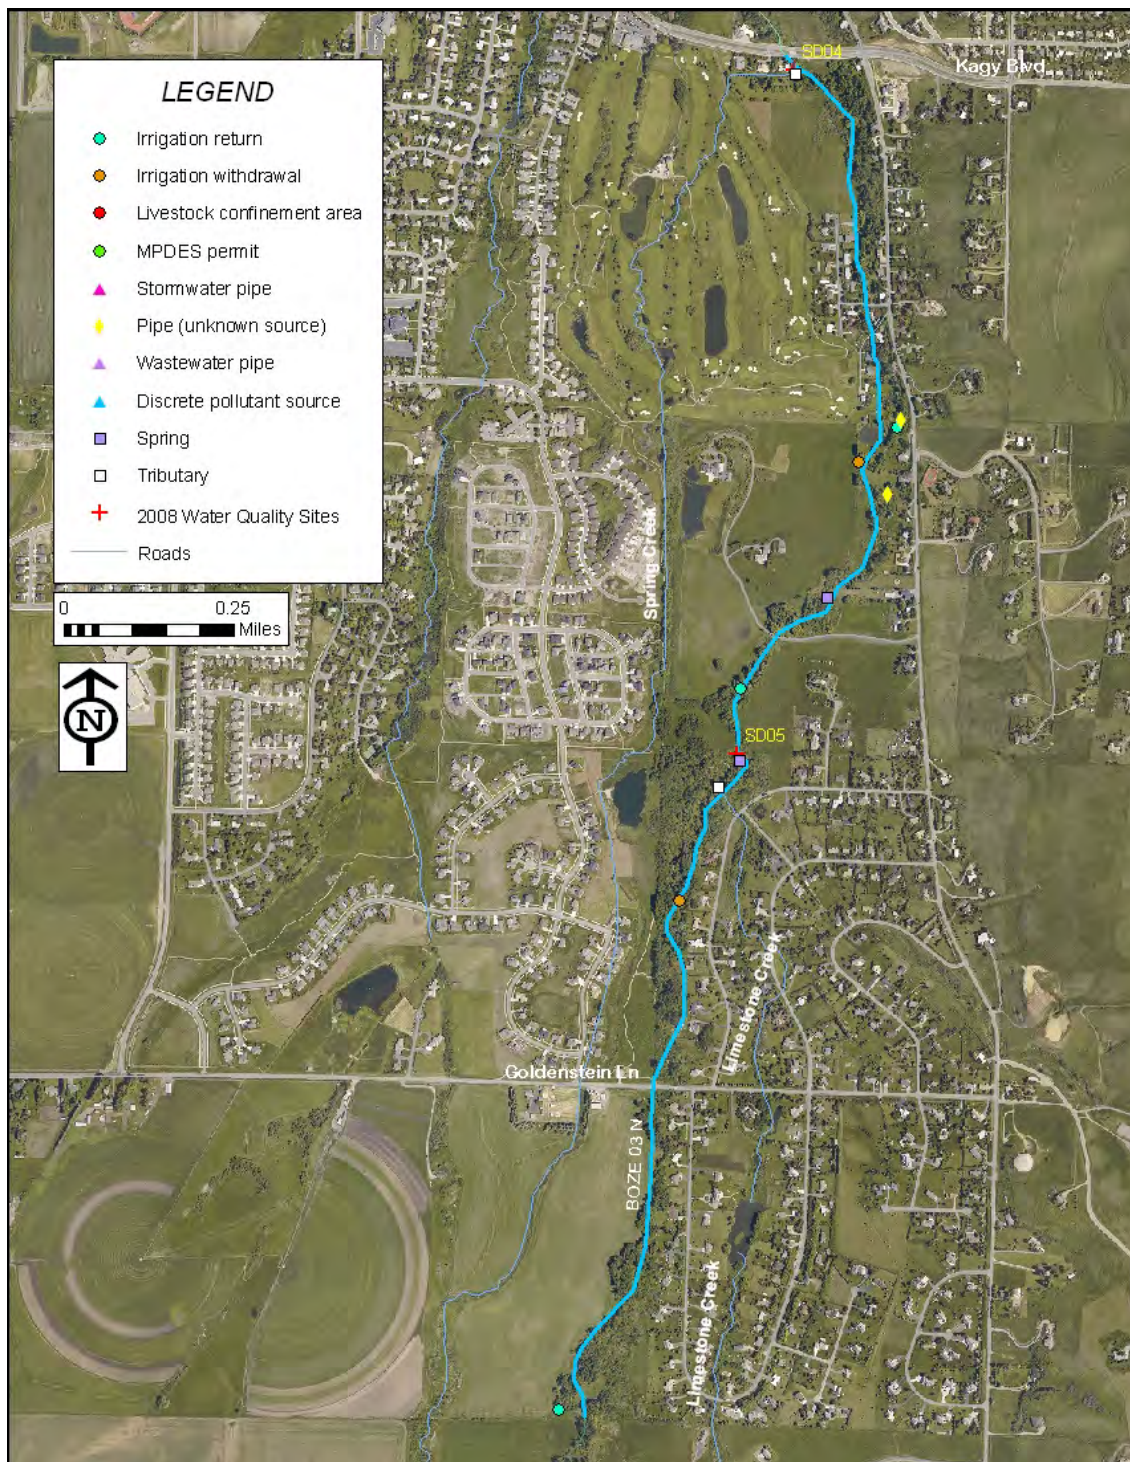 SD04
Kagy Blvd
LEGEND
Irrigation return
Irrigation withdrawal
Livestock confinement area
MPDES permit
Stormwater pipe
Pipe (unknown source)
Wastewater pipe
Discrete pollutant source
Spring
Tributary
2008 Water Quality Sites
Roads
0 0.25
Miles
N
Spring Creek
SD05
Limestone Creek
Goldenstein Ln
BOZE 03 N
Limestone Creek